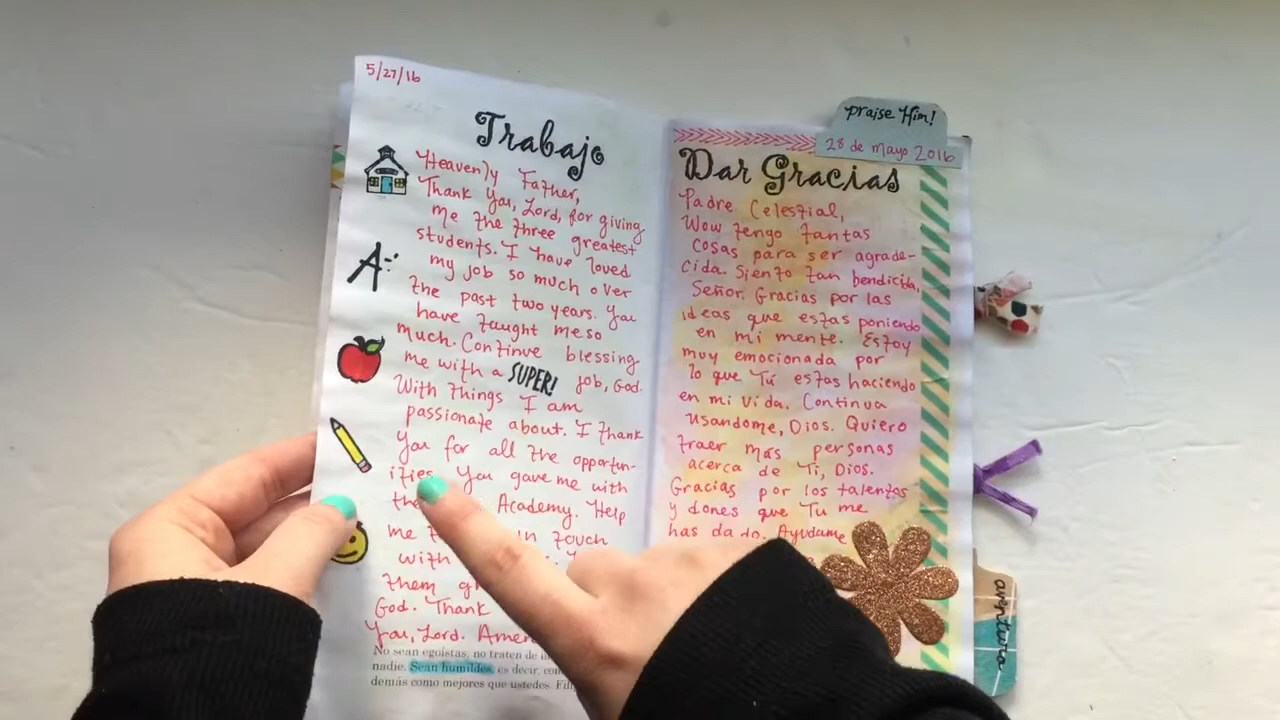 5/27/16
Trabajo
Heavenly Father,
Thank You, Lord, for giving
me the three greatest
students. I have loved
my job so much over
the past two years. You
have taught me so
much. Continue blessing
me with a SUPER! job, God.
With things I am
passionate about. I thank
You for all the opportun-
ities You gave me with
the Academy. Help
me in touch
with
them
God. Thank
You, Lord. Amen
No sean egoístas; no traten de
nadie. Sean humildes, es decir,
demás como mejores que ustedes.
A+
praise Him!
28 de mayo 2016
Dar Gracias
Padre Celestial,
Wow tengo tantas
cosas para ser agrade-
cida. Siento tan bendicita,
Señor. Gracias por las
ideas que estas poniendo
en mi mente. Estoy
muy emocionada por
lo que Tú estas haciendo
en mi vida. Continua
usandome, Dios. Quiero
traer más personas
acerca de Ti, Dios.
Gracias por los talentos
y dones que Tu me
has dado. Ayudame
aventura